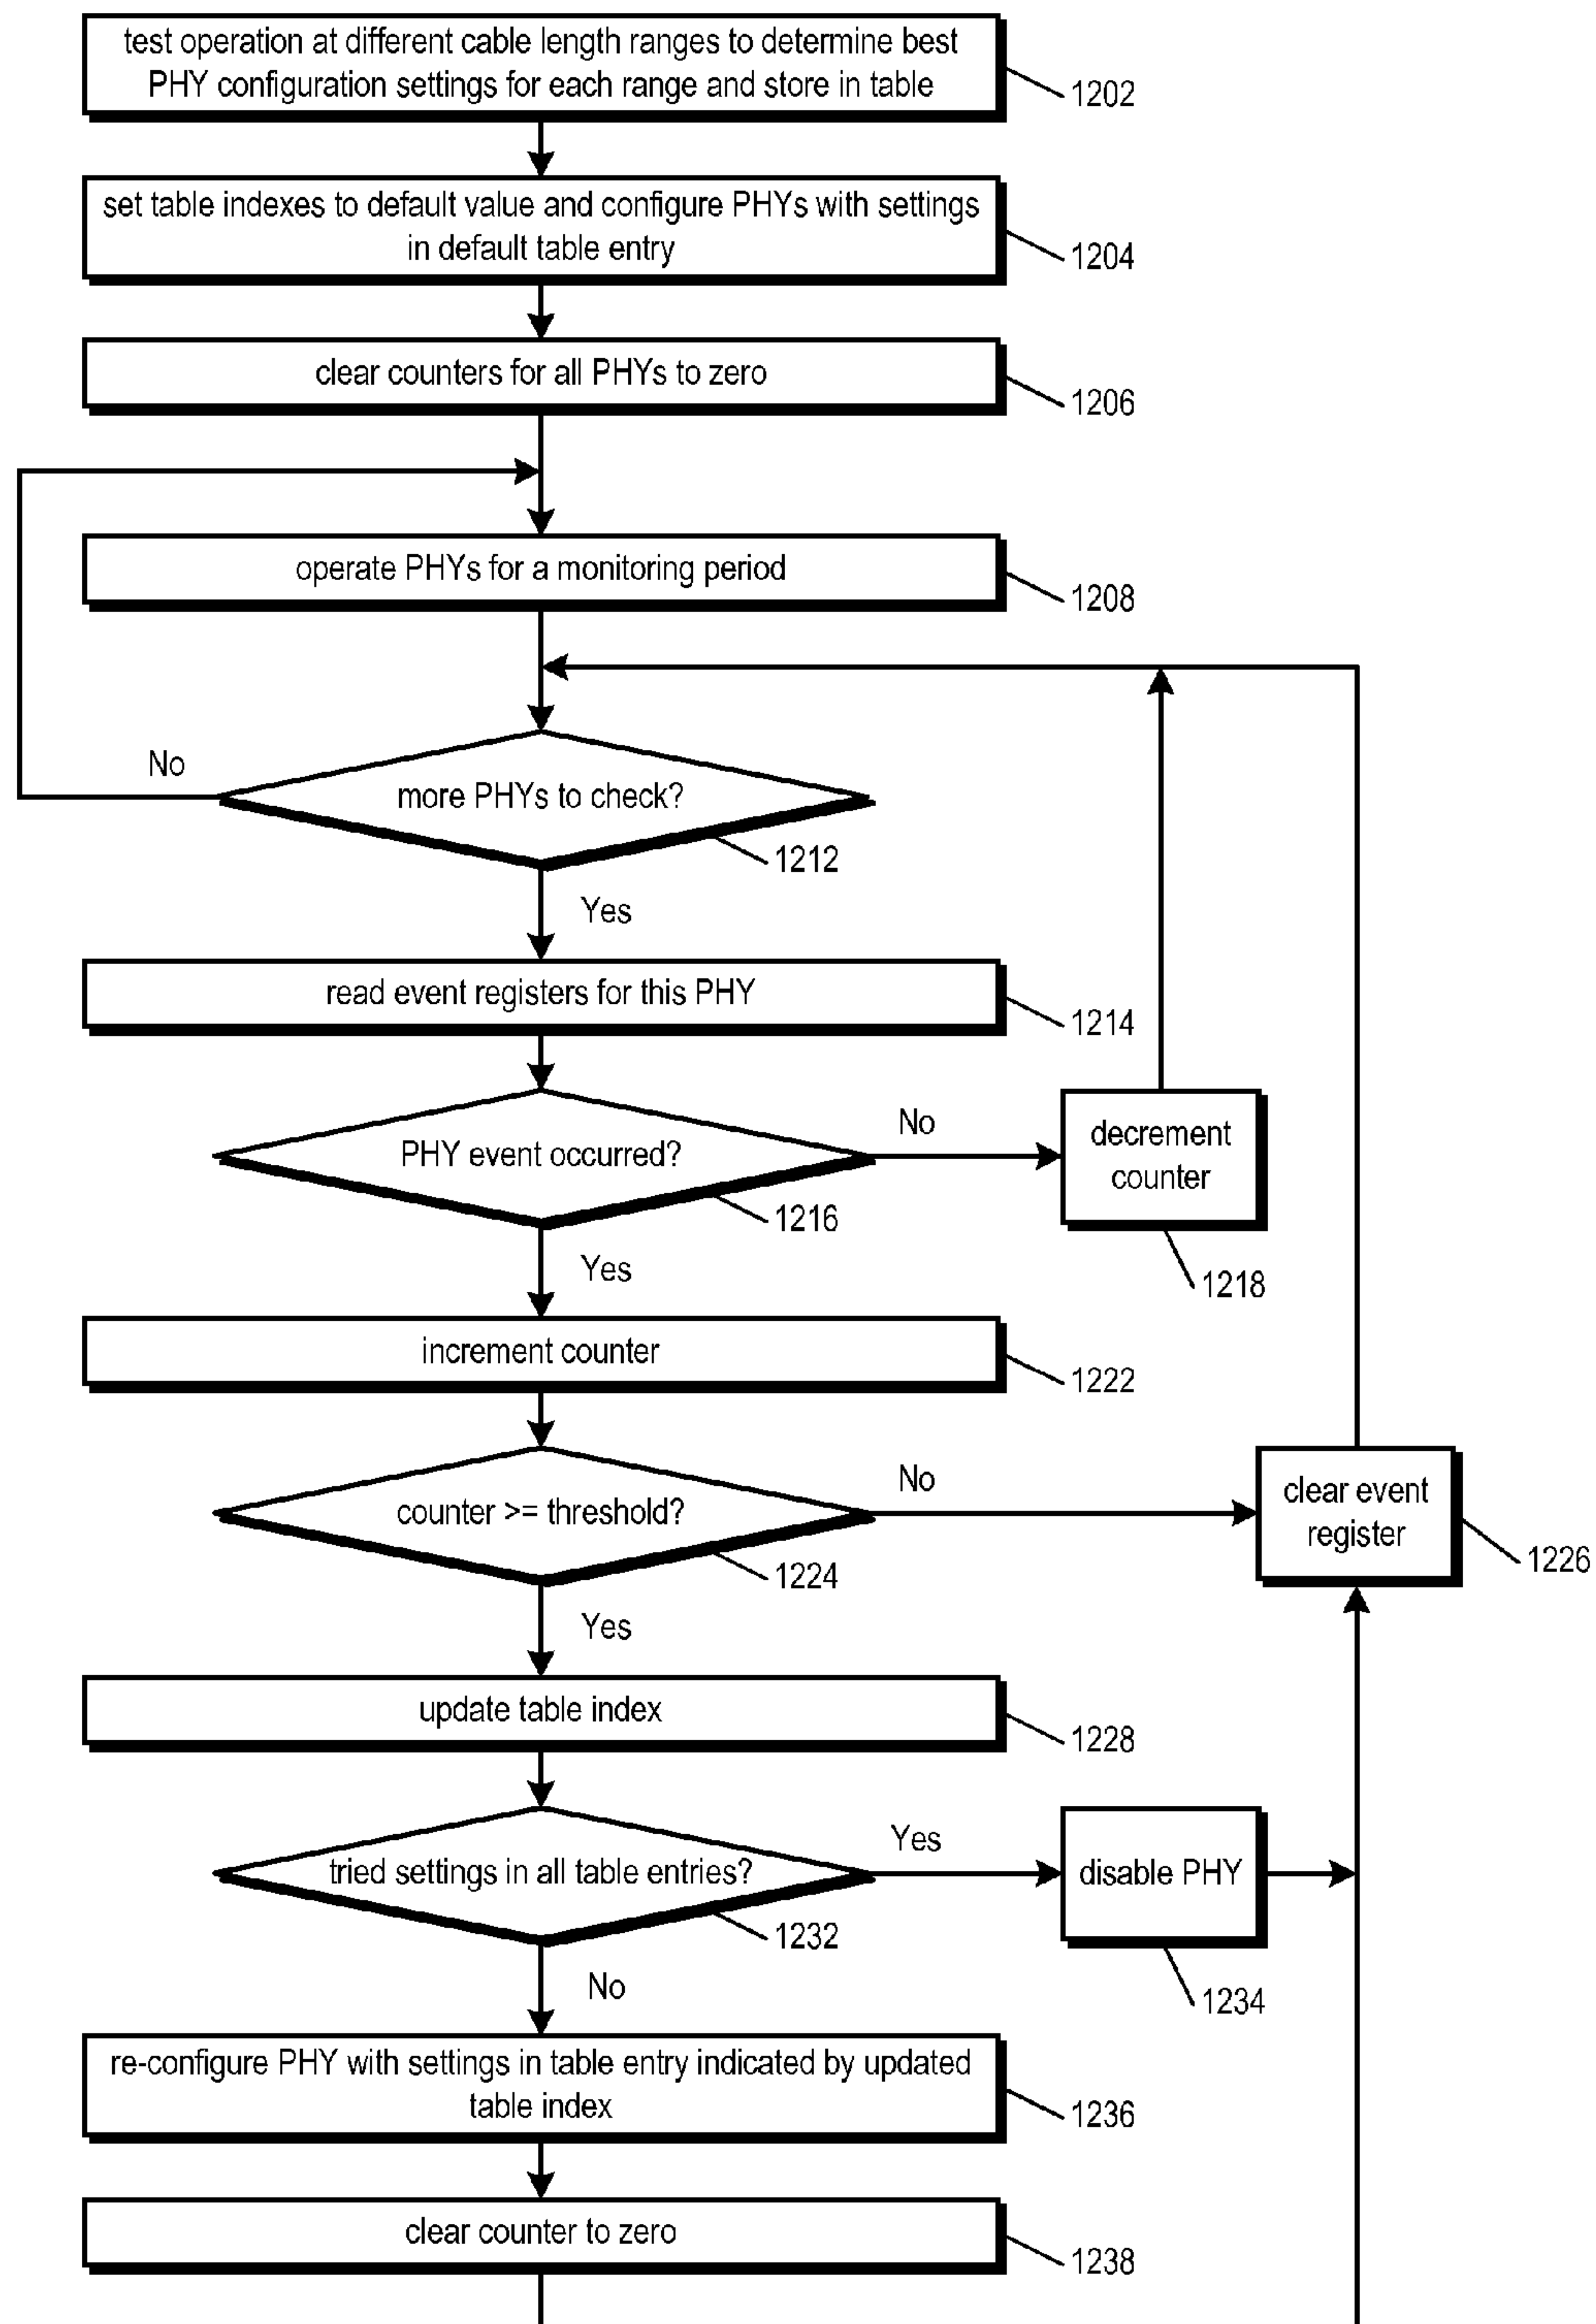 test operation at different cable length ranges to determine best
PHY configuration settings for each range and store in table
1202
set table indexes to default value and configure PHYs with settings
in default table entry
1204
clear counters for all PHYs to zero
1206
operate PHYs for a monitoring period
1208
No
more PHYs to check?
1212
Yes
read event registers for this PHY
1214
PHY event occurred?
1216
No
decrement
counter
1218
Yes
increment counter
1222
counter >= threshold?
1224
No
clear event
register
1226
Yes
update table index
1228
tried settings in all table entries?
1232
Yes
disable PHY
1234
No
re-configure PHY with settings in table entry indicated by updated
table index
1236
clear counter to zero
1238